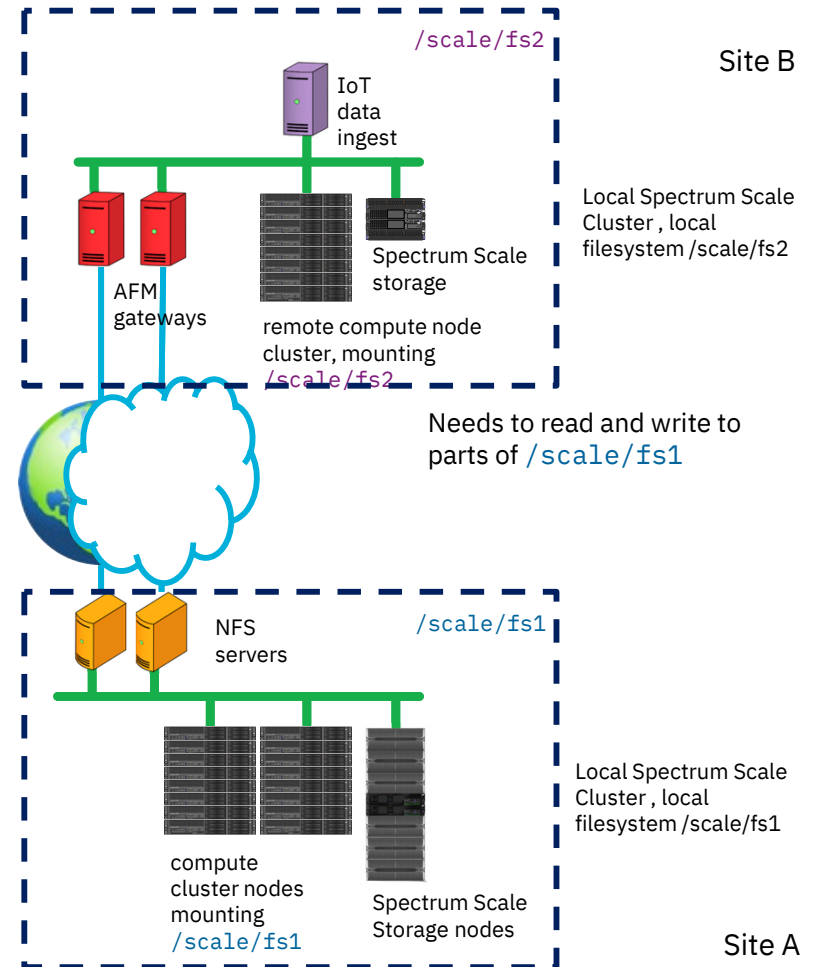 /scale/fs2
Site B
IoT
data
ingest
Local Spectrum Scale
Cluster , local
filesystem /scale/fs2
Spectrum Scale
storage
AFM
gateways
remote compute node
cluster, mounting
/scale/fs2
Needs to read and write to
parts of /scale/fs1
/scale/fs1
NFS
servers
Local Spectrum Scale
Cluster , local
filesystem /scale/fs1
compute
cluster nodes
mounting
/scale/fs1
Spectrum Scale
Storage nodes
Site A